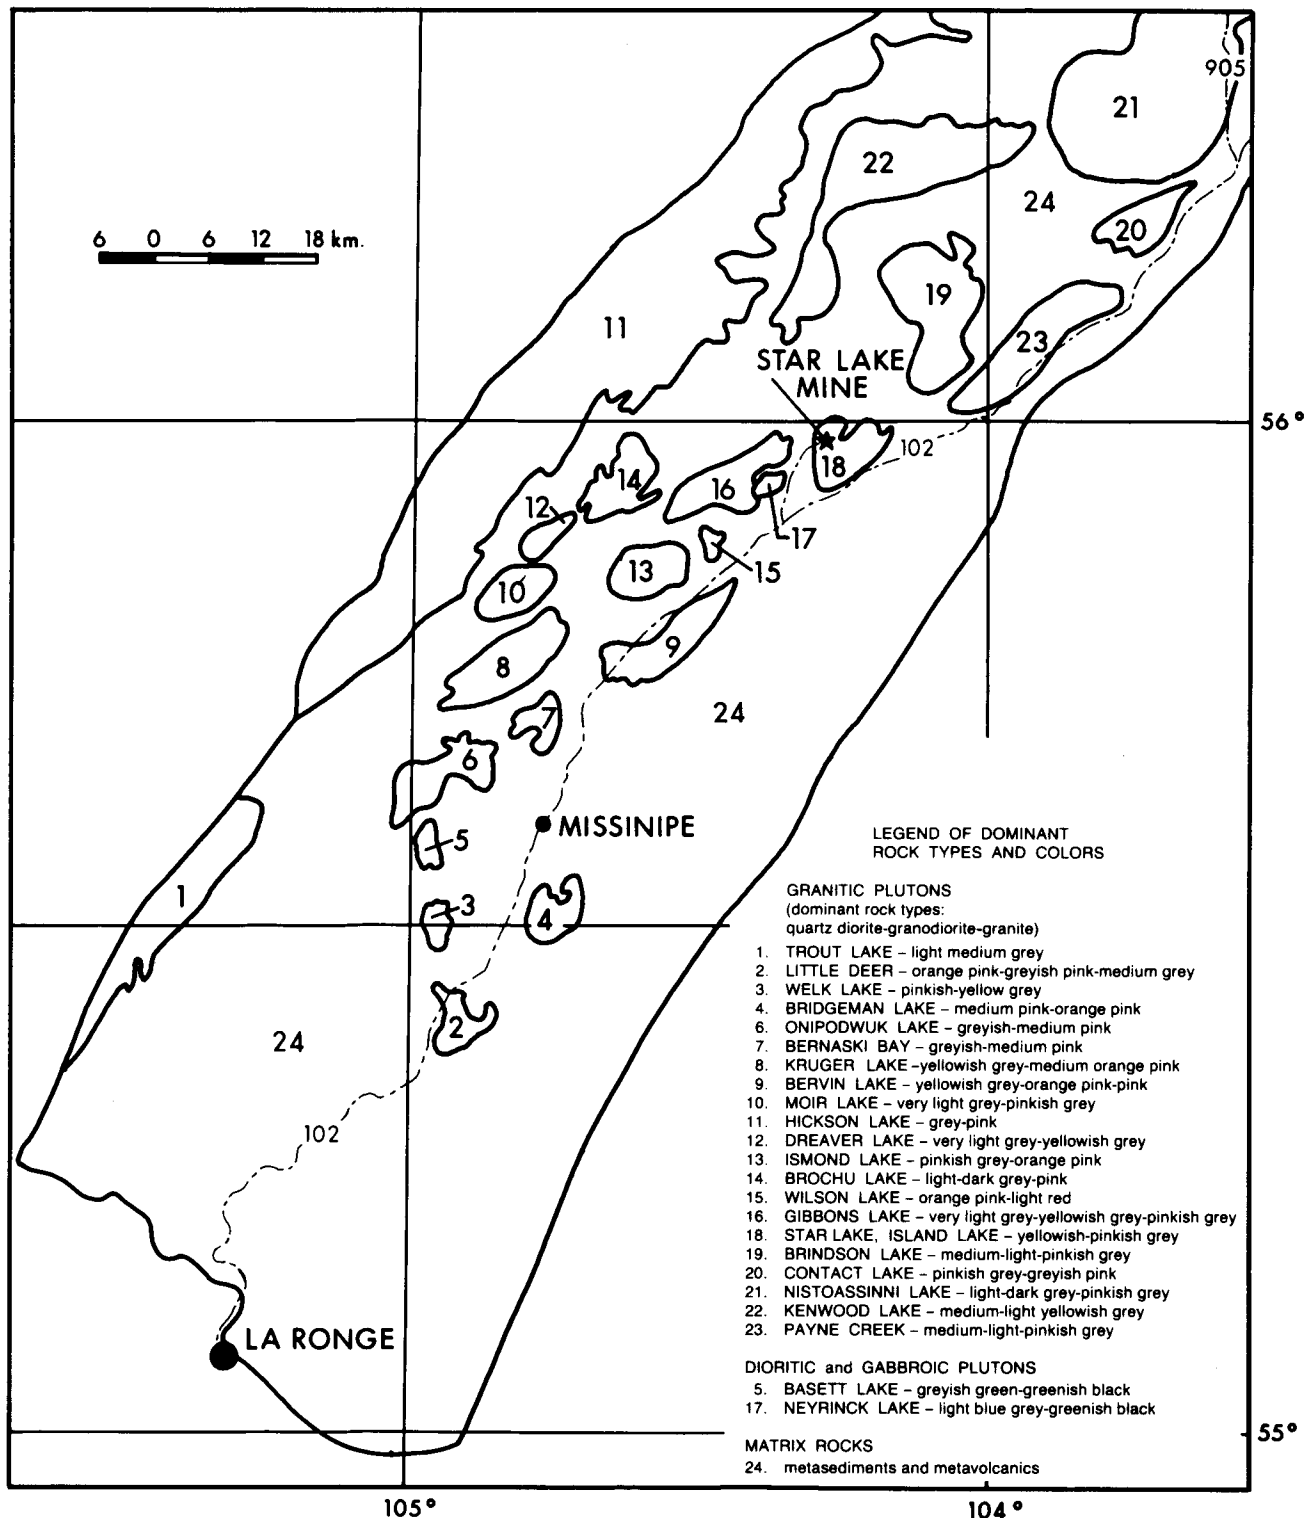 905
21
22
24
20
6 0 6 12 18 km.
19
11
23
STAR LAKE
MINE
56°
102
18
14
16
12
17
15
13
10
9
8
24
7
6
MISSINIPE
5
1
3
4
2
24
102
LA RONGE
LEGEND OF DOMINANT
ROCK TYPES AND COLORS
GRANITIC PLUTONS
(dominant rock types:
quartz diorite-granodiorite-granite)
1. TROUT LAKE – light medium grey
2. LITTLE DEER – orange pink-greyish pink-medium grey
3. WELK LAKE – pinkish-yellow grey
4. BRIDGEMAN LAKE – medium pink-orange pink
6. ONIPODWUK LAKE – greyish-medium pink
7. BERNASKI BAY – greyish-medium pink
8. KRUGER LAKE –yellowish grey-medium orange pink
9. BERVIN LAKE – yellowish grey-orange pink-pink
10. MOIR LAKE – very light grey-pinkish grey
11. HICKSON LAKE – grey-pink
12. DREAVER LAKE – very light grey-yellowish grey
13. ISMOND LAKE – pinkish grey-orange pink
14. BROCHU LAKE – light-dark grey-pink
15. WILSON LAKE – orange pink-light red
16. GIBBONS LAKE – very light grey-yellowish grey-pinkish grey
18. STAR LAKE, ISLAND LAKE – yellowish-pinkish grey
19. BRINDSON LAKE – medium-light-pinkish grey
20. CONTACT LAKE – pinkish grey-greyish pink
21. NISTOASSINNI LAKE – light-dark grey-pinkish grey
22. KENWOOD LAKE – medium-light yellowish grey
23. PAYNE CREEK – medium-light-pinkish grey
DIORITIC and GABBROIC PLUTONS
5. BASETT LAKE – greyish green-greenish black
17. NEYRINCK LAKE – light blue grey-greenish black
MATRIX ROCKS
24. metasediments and metavolcanics
55°
105°
104°